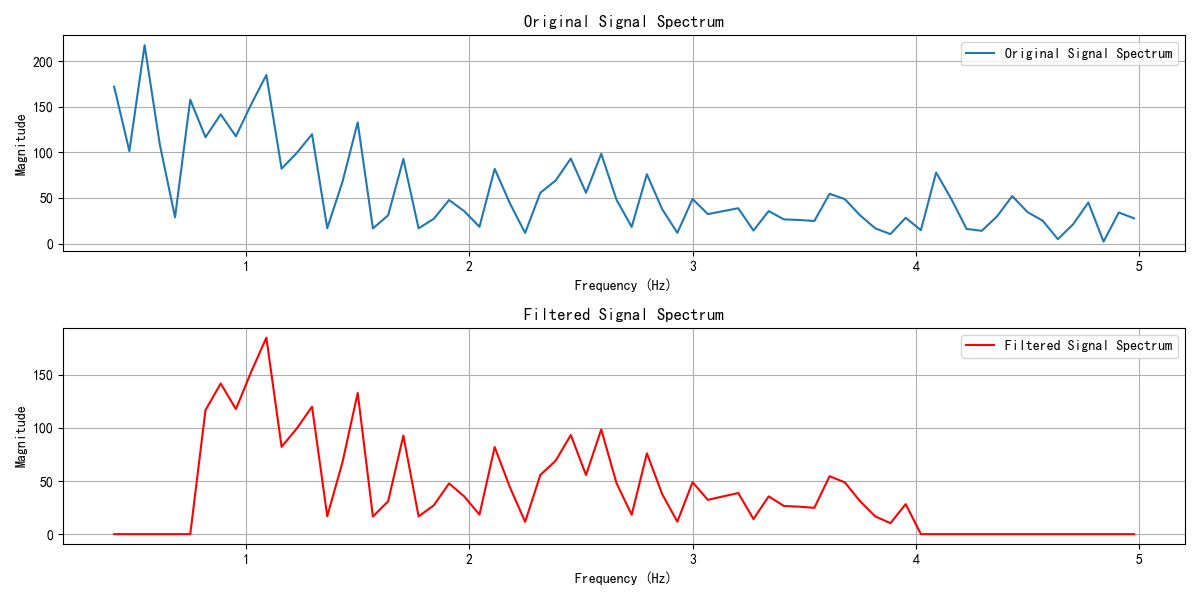 Original Signal Spectrum
Original Signal Spectrum
200
150
100
50
0
Magnitude
1 2 3 4 5
Frequency (Hz)
Filtered Signal Spectrum
Filtered Signal Spectrum
150
100
50
0
Magnitude
1 2 3 4 5
Frequency (Hz)